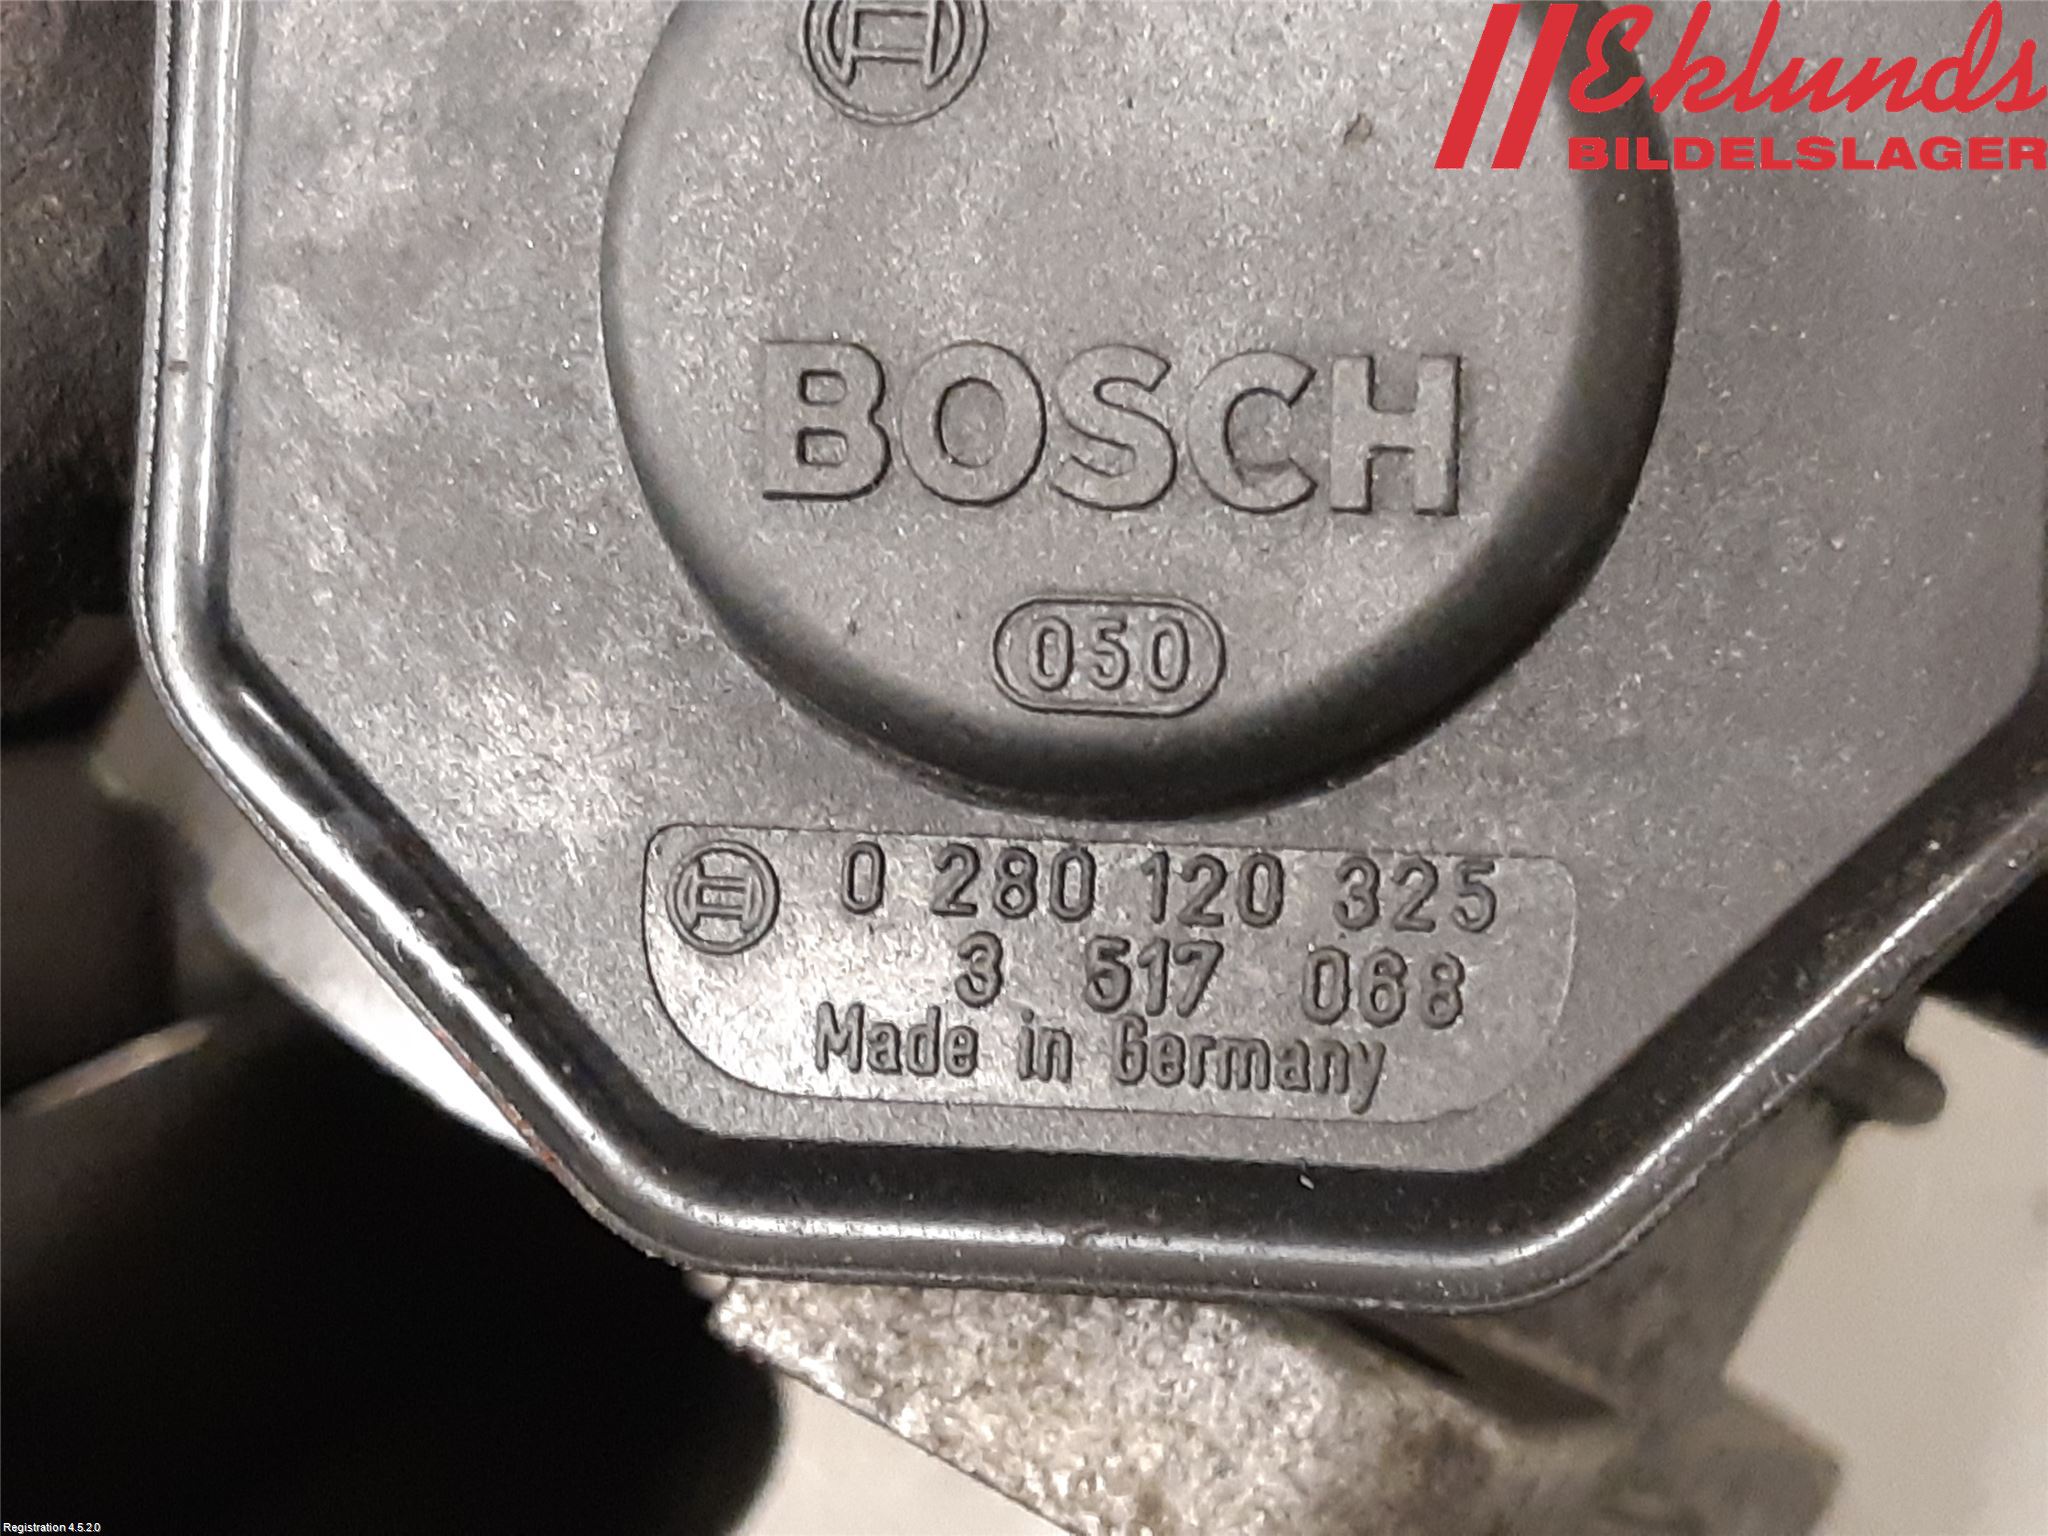 Eklunds
BILDELSLAGER
BOSCH
050
0 280 120 325
3 517 068
Made in Germany
Registration 4.5.2.0